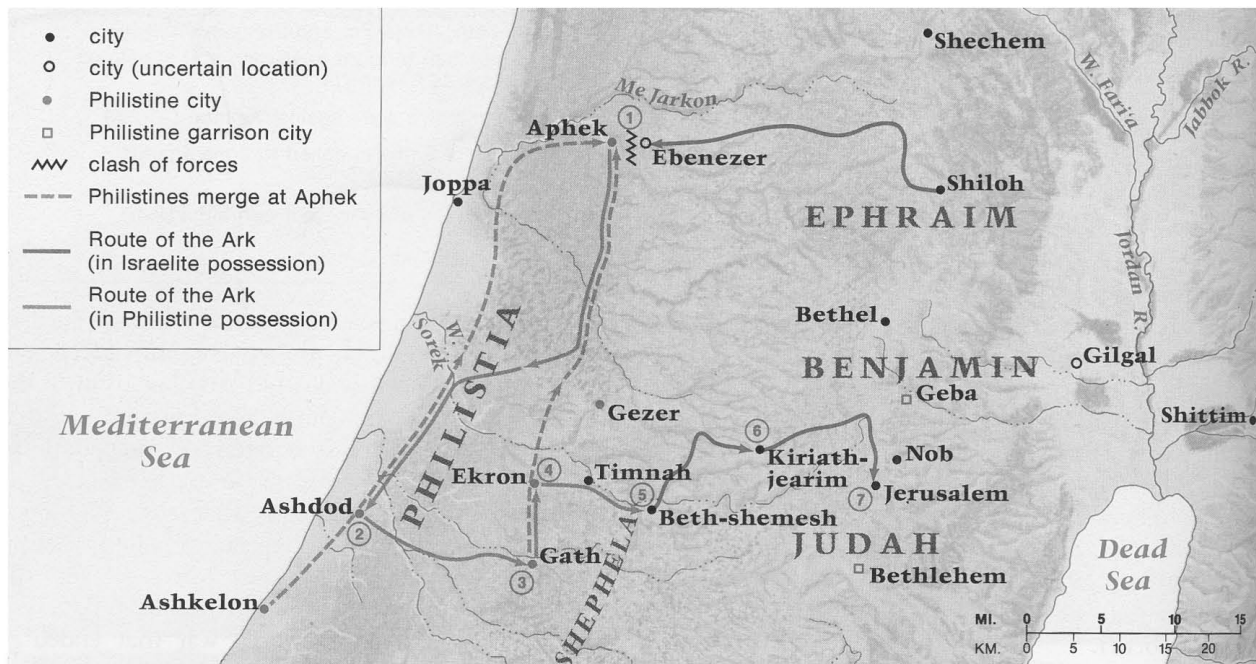 city
city (uncertain location)
Philistine city
Philistine garrison city
clash of forces
Philistines merge at Aphek
Route of the Ark
(in Israelite possession)
Route of the Ark
(in Philistine possession)
Shechem
W. Fari'a
Jabbok R.
Me Jarkon
1
Aphek
Ebenezer
Joppa
Shiloh
EPHRAIM
Jordan R.
W.
Sorek
PHILISTIA
Bethel
BENJAMIN
Gilgal
Geba
Gezer
Shittim
Mediterranean
Sea
6
Kiriath-
jearim
Nob
Ekron
4
Timnah
5
7
Jerusalem
Ashdod
2
Beth-shemesh
JUDAH
Gath
3
SHEPHELA
Bethlehem
Dead
Sea
Ashkelon
MI. 0 5 10 15
KM. 0 5 10 15 20